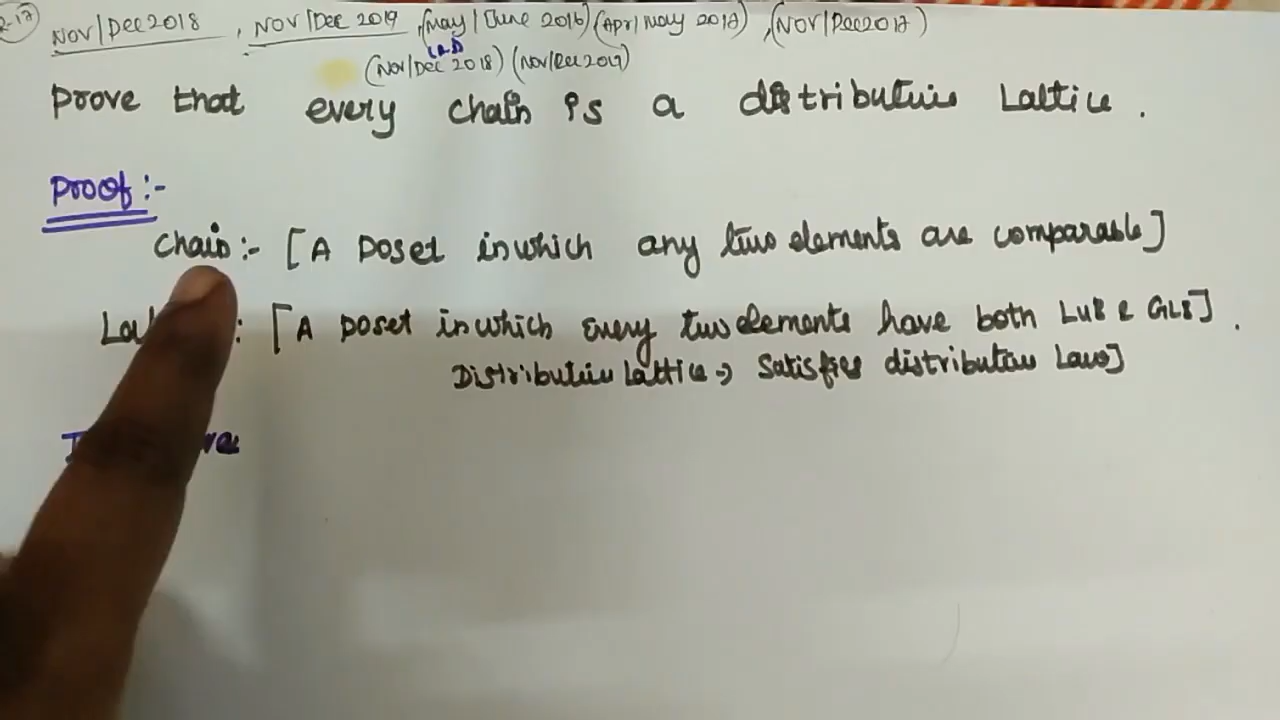 NOV/Dec 2018 , NOV/Dec 2019 , (May/June 2016) (Apr/May 2017) , (NOV/Dec 2017)
(Nov/Dec 2018) (Nov/Dec 2019)
Prove that every chain is a distributive Lattice .
Proof :-
Chain :- [A Poset in which any two elements are comparable]
: [A poset in which every two elements have both LUB & GLB] .
Distributive lattice → Satisfies distributive Laws]